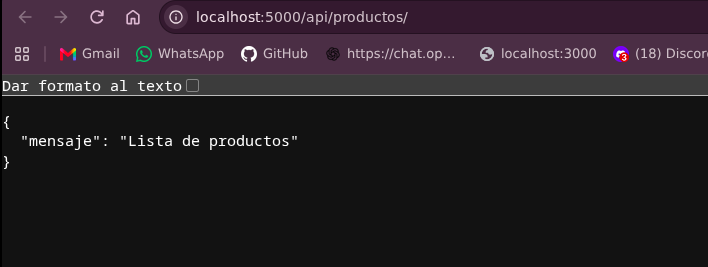 localhost:5000/api/productos/
Gmail WhatsApp GitHub https://chat.op... localhost:3000 (18) Discor
Dar formato al texto
{
"mensaje": "Lista de productos"
}